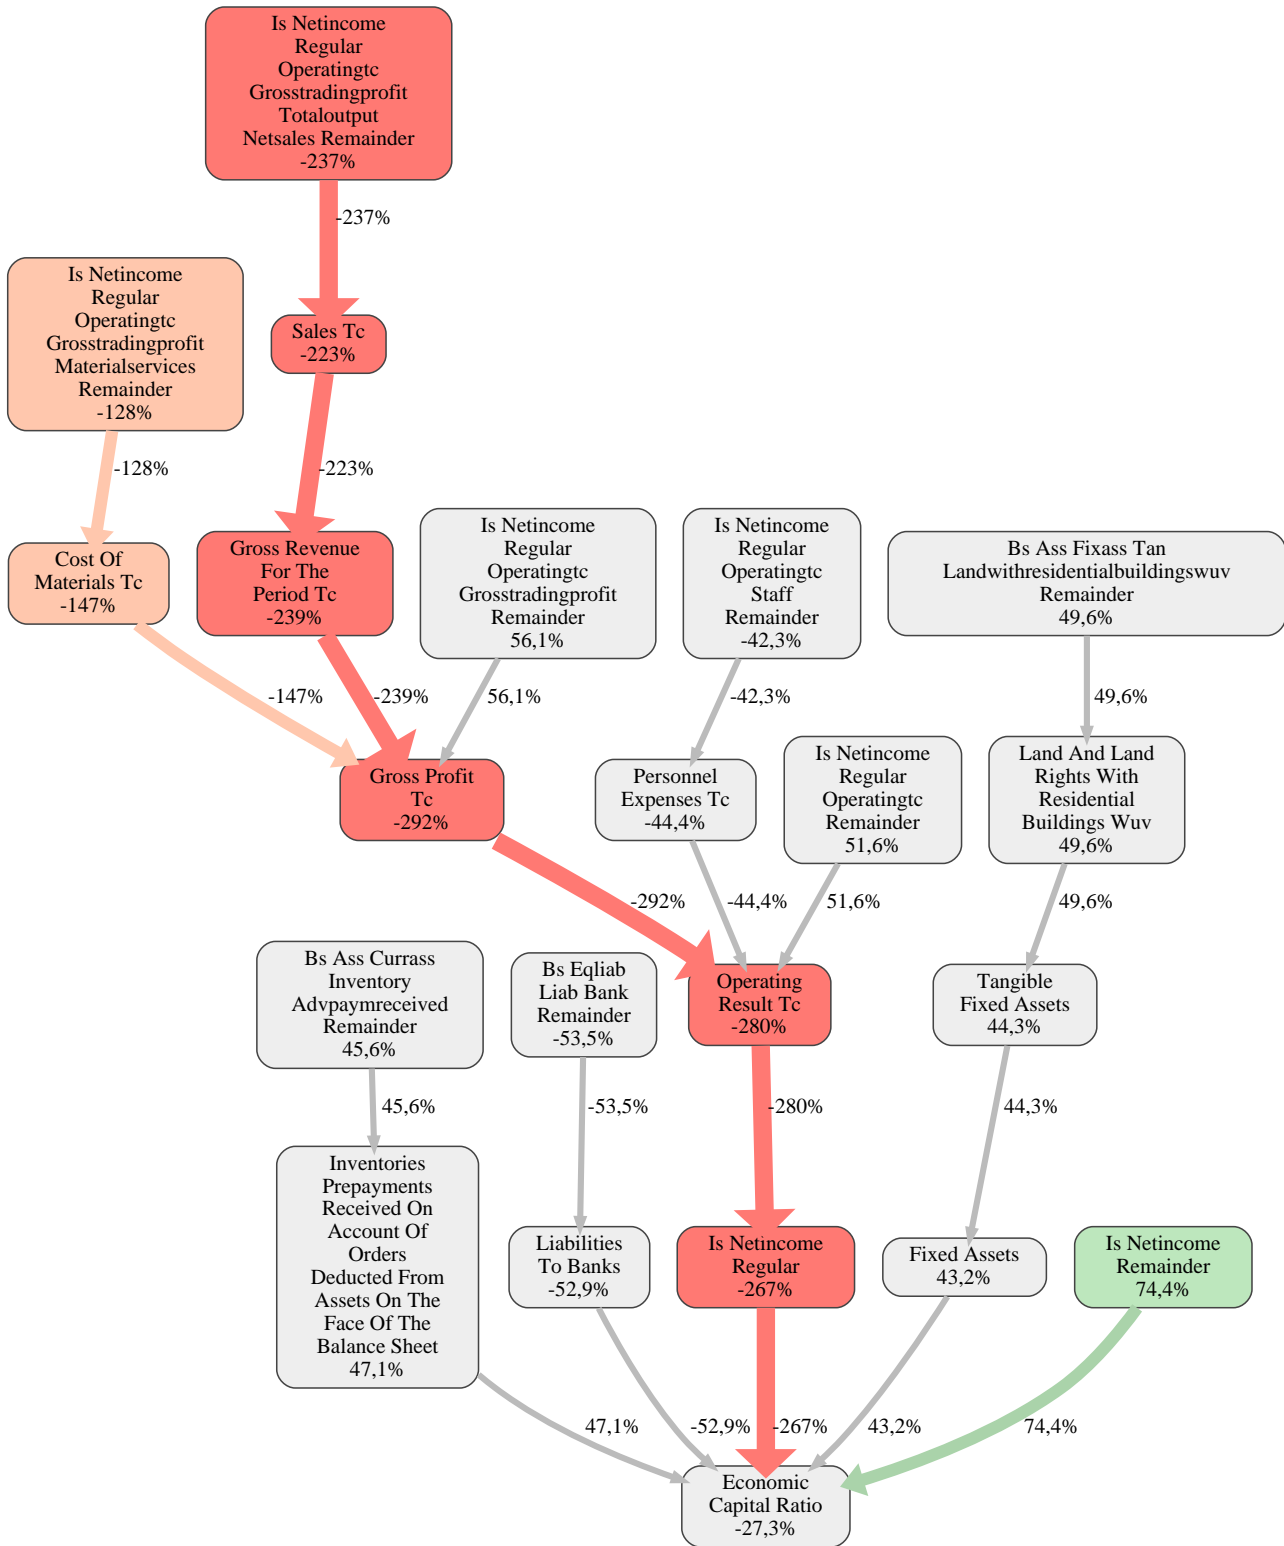 Is Netincome
Regular
Operatingtc
Grosstradingprofit
Totaloutput
Netsales Remainder
-237%
-237%
Is Netincome
Regular
Operatingtc
Grosstradingprofit
Materialservices
Remainder
-128%
Sales Tc
-223%
-128%
-223%
Cost Of
Materials Tc
-147%
Gross Revenue
For The
Period Tc
-239%
Is Netincome
Regular
Operatingtc
Grosstradingprofit
Remainder
56,1%
Is Netincome
Regular
Operatingtc
Staff
Remainder
-42,3%
Bs Ass Fixass Tan
Landwithresidentialbuildingswuv
Remainder
49,6%
-147%
-239%
56,1%
-42,3%
49,6%
Gross Profit
Tc
-292%
Personnel
Expenses Tc
-44,4%
Is Netincome
Regular
Operatingtc
Remainder
51,6%
Land And Land
Rights With
Residential
Buildings Wuv
49,6%
-292%
-44,4%
51,6%
49,6%
Bs Ass Currass
Inventory
Advpaymreceived
Remainder
45,6%
Bs Eqliab
Liab Bank
Remainder
-53,5%
Operating
Result Tc
-280%
Tangible
Fixed Assets
44,3%
45,6%
-53,5%
-280%
44,3%
Inventories
Prepayments
Received On
Account Of
Orders
Deducted From
Assets On The
Face Of The
Balance Sheet
47,1%
Liabilities
To Banks
-52,9%
Is Netincome
Regular
-267%
Fixed Assets
43,2%
Is Netincome
Remainder
74,4%
47,1%
-52,9%
-267%
43,2%
74,4%
Economic
Capital Ratio
-27,3%